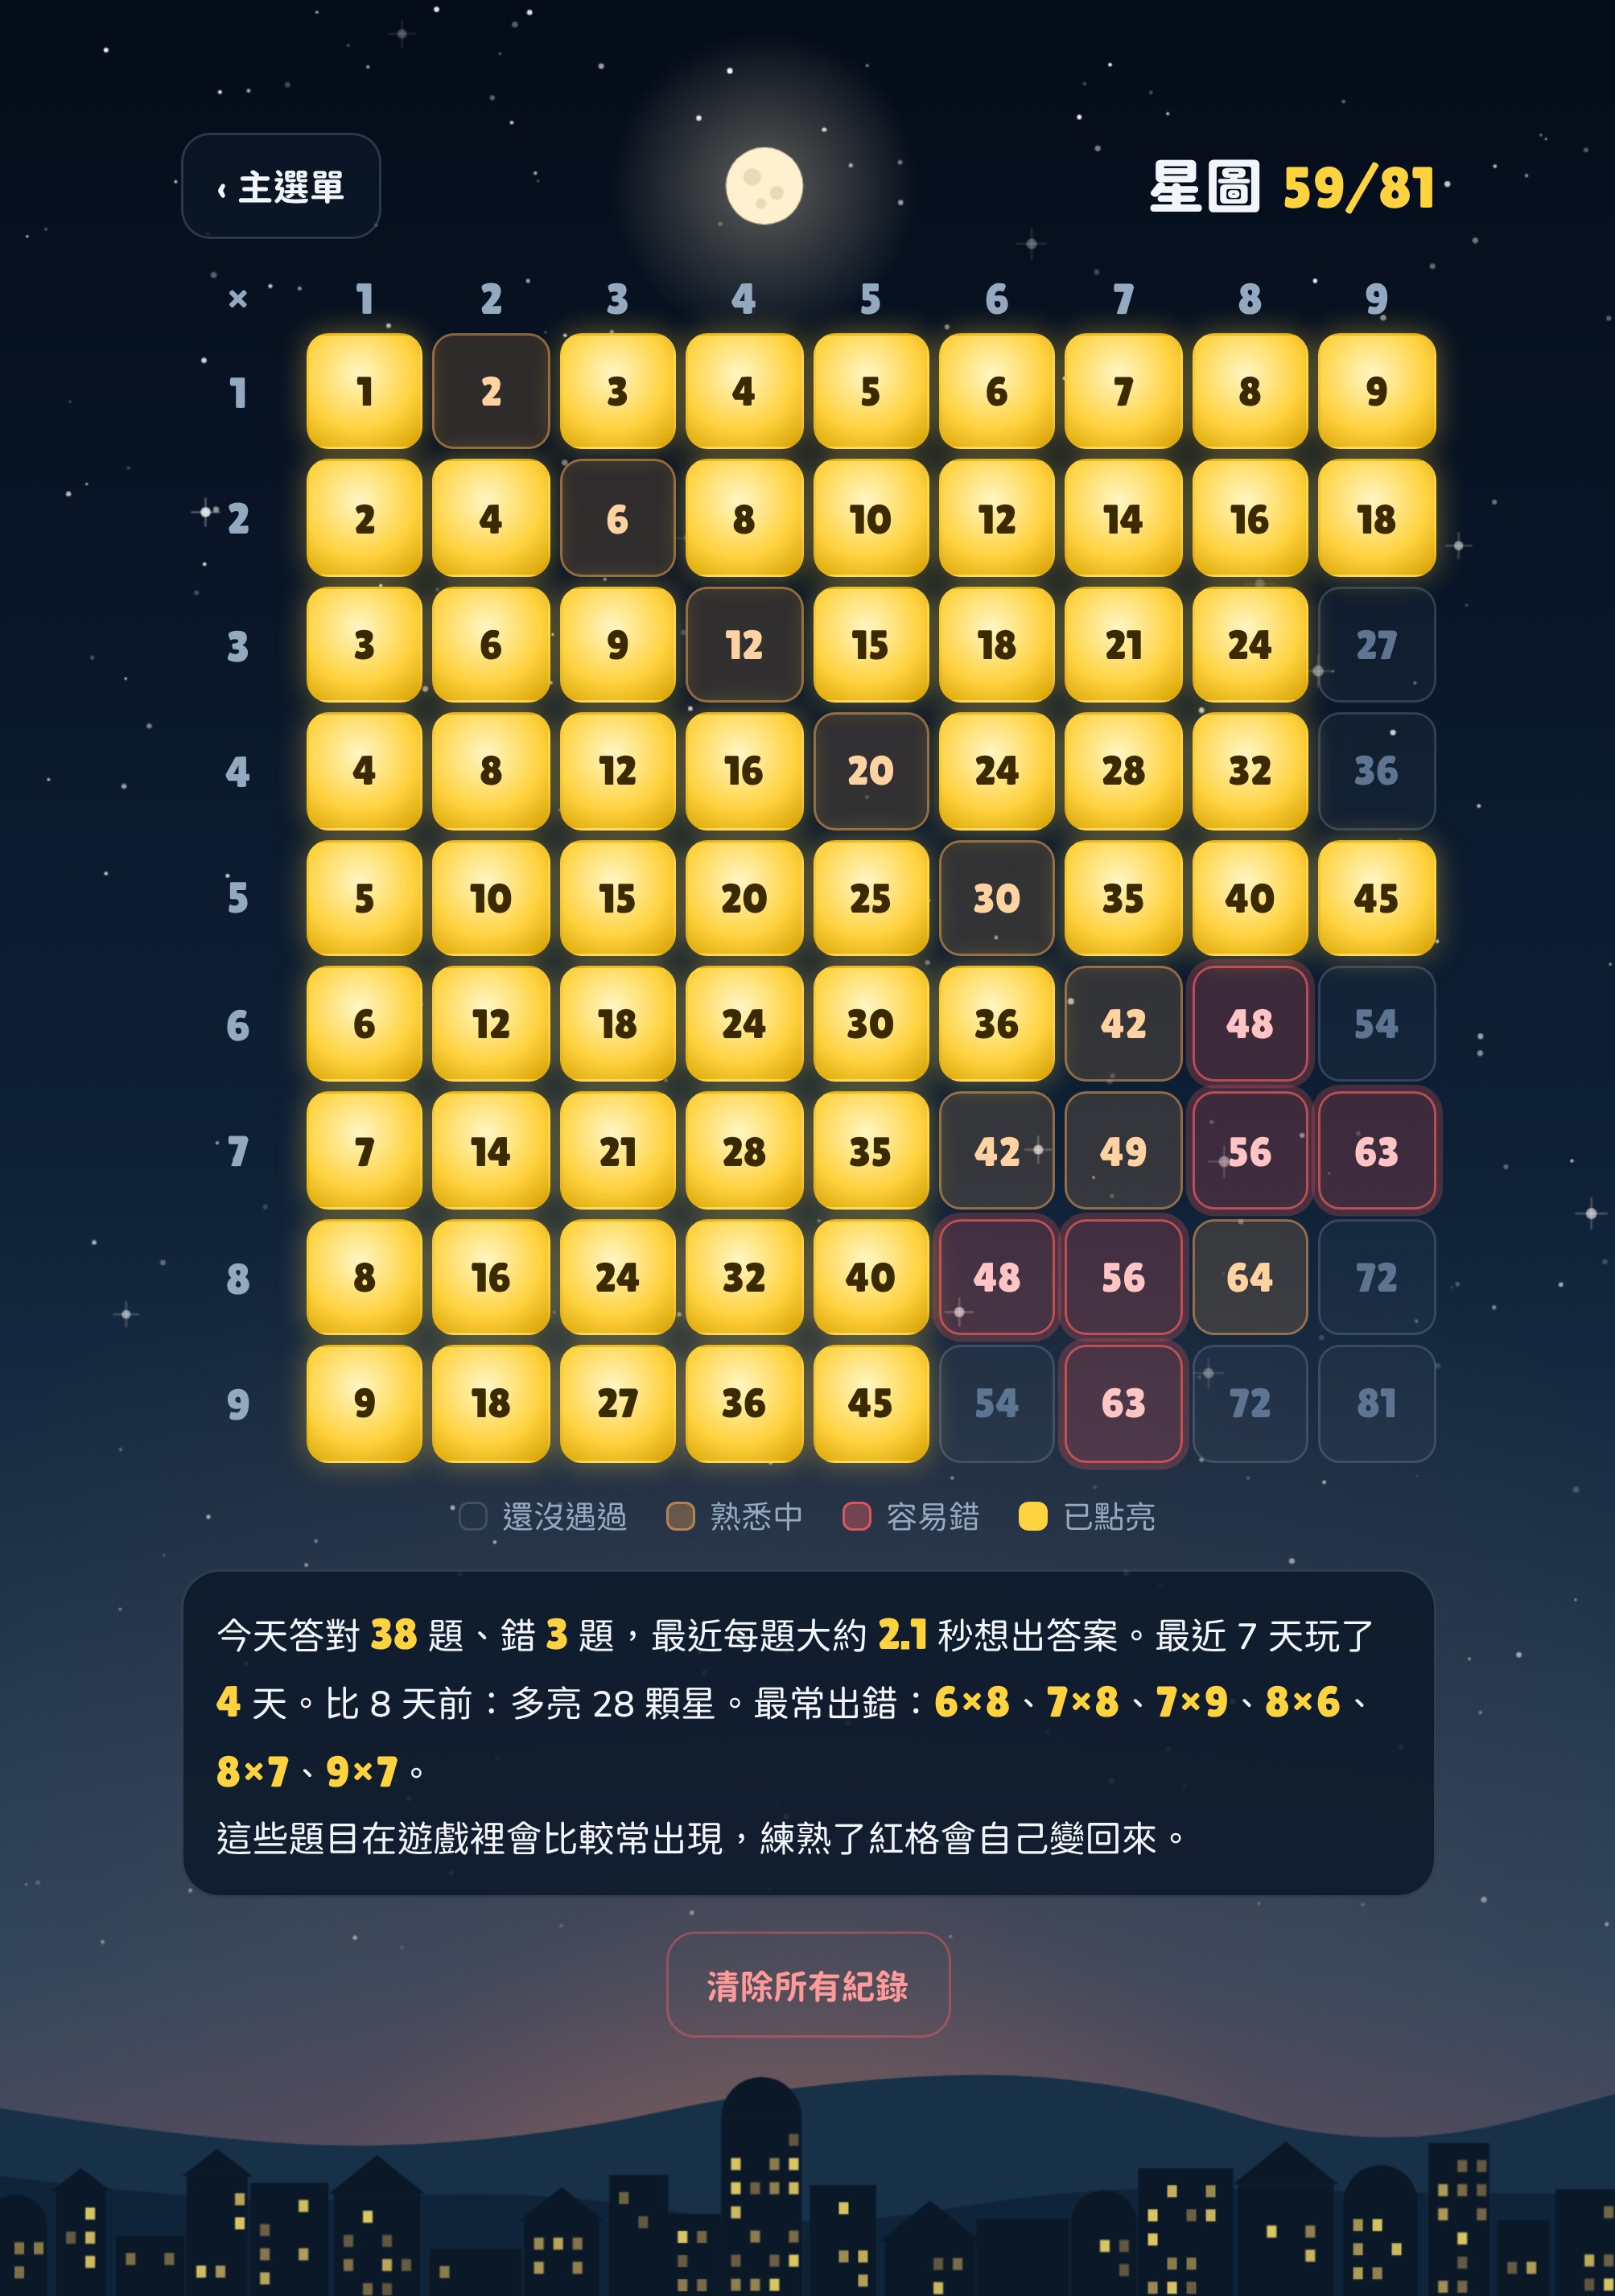 ‹ 主選單
星圖 59/81
× 1 2 3 4 5 6 7 8 9
1 1 2 3 4 5 6 7 8 9
2 2 4 6 8 10 12 14 16 18
3 3 6 9 12 15 18 21 24 27
4 4 8 12 16 20 24 28 32 36
5 5 10 15 20 25 30 35 40 45
6 6 12 18 24 30 36 42 48 54
7 7 14 21 28 35 42 49 56 63
8 8 16 24 32 40 48 56 64 72
9 9 18 27 36 45 54 63 72 81
還沒遇過 熟悉中 容易錯 已點亮
今天答對 38 題、錯 3 題，最近每題大約 2.1 秒想出答案。最近 7 天玩了
4 天。比 8 天前：多亮 28 顆星。最常出錯：6×8、7×8、7×9、8×6、
8×7、9×7。
這些題目在遊戲裡會比較常出現，練熟了紅格會自己變回來。
清除所有紀錄